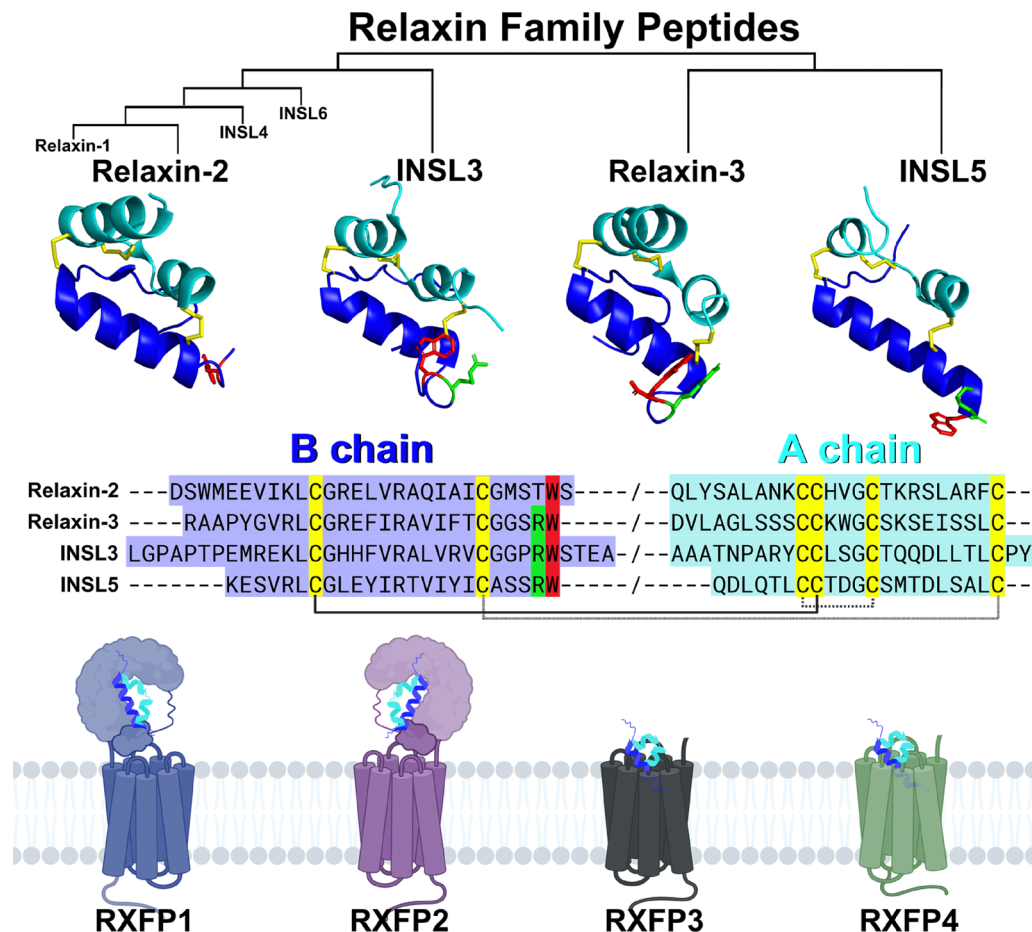 Relaxin Family Peptides
INSL6
INSL4
Relaxin-1
Relaxin-2 INSL3 Relaxin-3 INSL5
B chain A chain
Relaxin-2 ---DSWMEEVIKLCGRELVRAQIAICGMSTWS-----/--QLYSALANKCCHVGCTKRSLARFC--
Relaxin-3 ----RAAPYGVRLCGREFIRAVIFTCGGSRW------/--DVLAGLSSSCCKWGCSKSEISSLC--
INSL3 LGPAPTPEMREKLCGHHFVRALVRVCGGPRWSTEA--/--AAATNPARYCCLSGCTQQDLLTLCPY
INSL5 -------KESVRLCGLEYIRTVIYICASSRW------/-----QDLQTLCCTDGCSMTDLSALC--
RXFP1 RXFP2 RXFP3 RXFP4